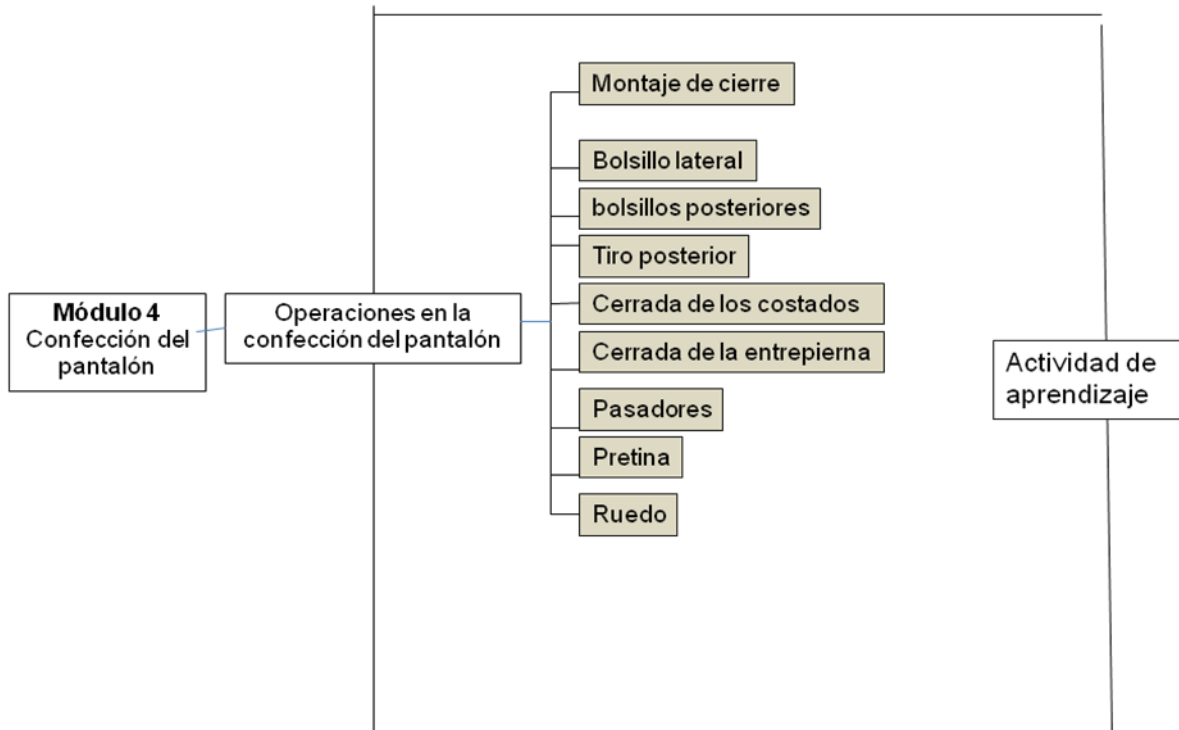 Módulo 4
Confección del
pantalón
Operaciones en la
confección del pantalón
Montaje de cierre
Bolsillo lateral
bolsillos posteriores
Tiro posterior
Cerrada de los costados
Cerrada de la entrepierna
Pasadores
Pretina
Ruedo
Actividad de
aprendizaje